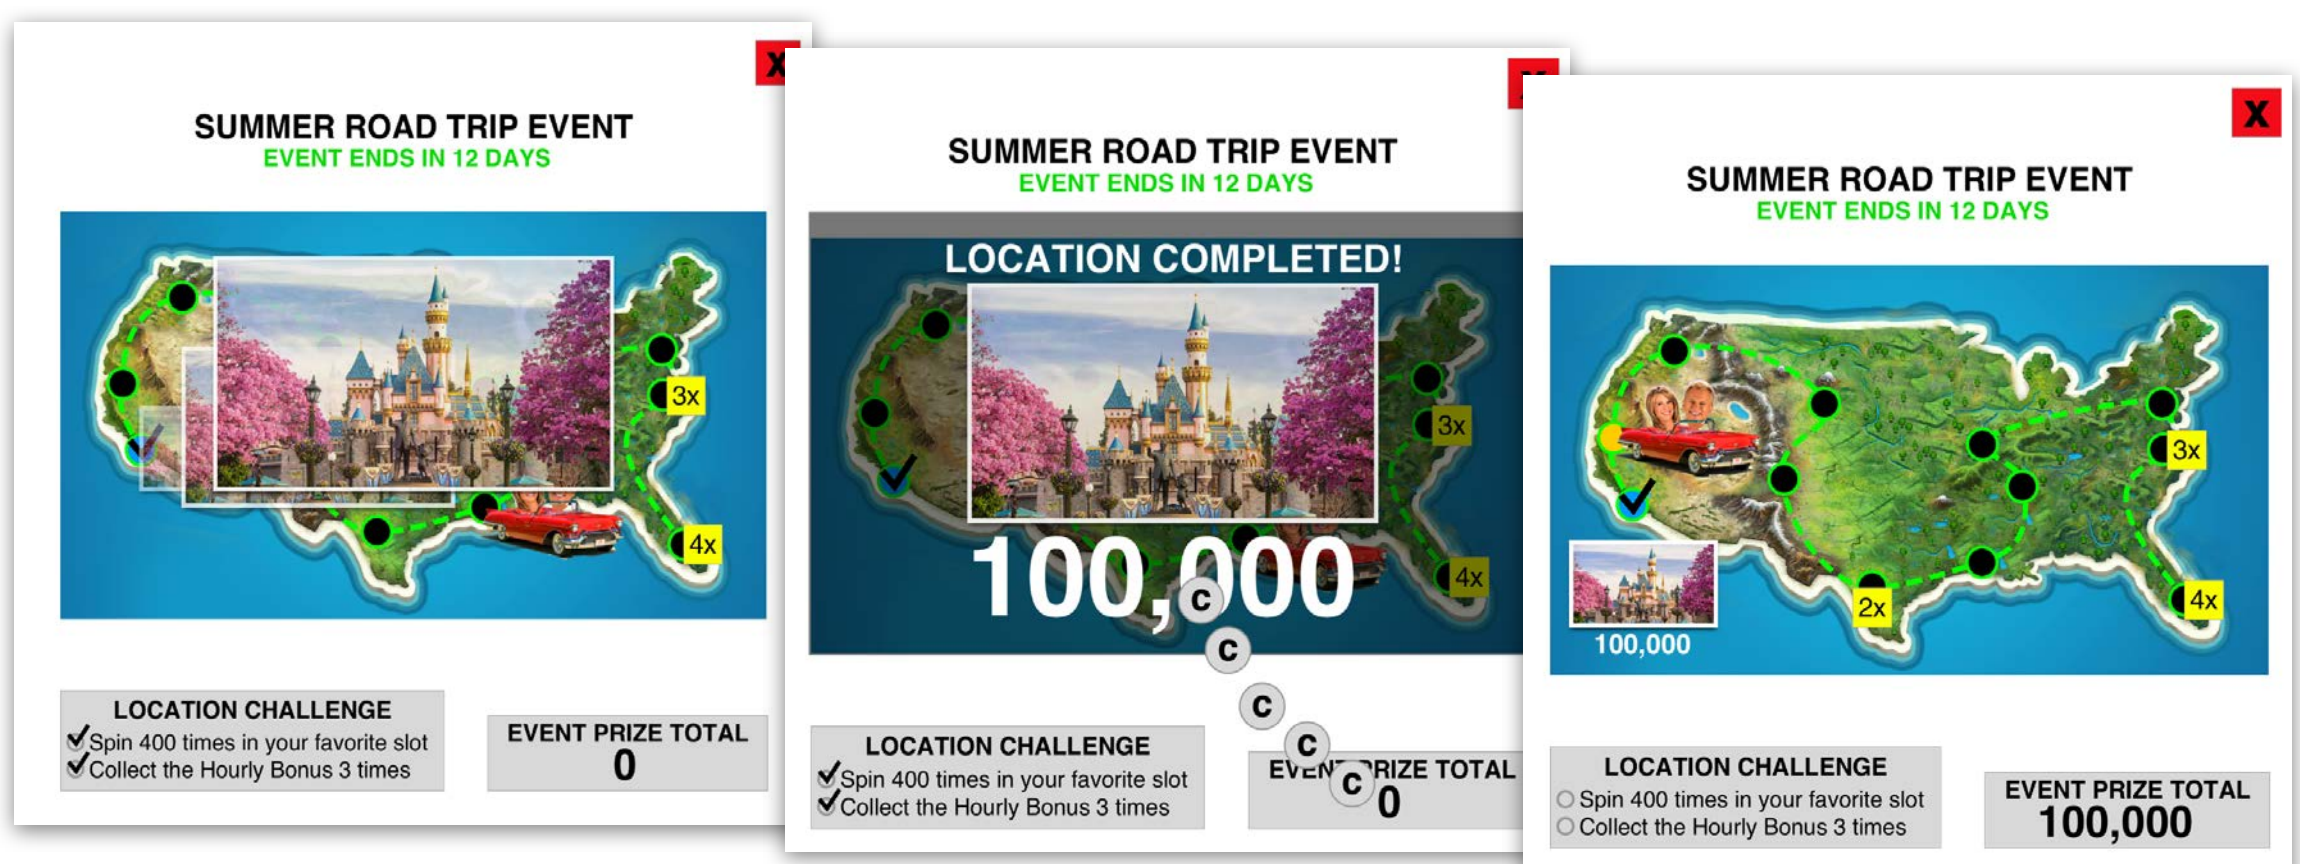 X
SUMMER ROAD TRIP EVENT
EVENT ENDS IN 12 DAYS
3x
4x
LOCATION CHALLENGE
Spin 400 times in your favorite slot
Collect the Hourly Bonus 3 times
EVENT PRIZE TOTAL
0
SUMMER ROAD TRIP EVENT
EVENT ENDS IN 12 DAYS
LOCATION COMPLETED!
3x
4x
100,000
C
C
C
C
C
LOCATION CHALLENGE
Spin 400 times in your favorite slot
Collect the Hourly Bonus 3 times
EVENT PRIZE TOTAL
0
X
SUMMER ROAD TRIP EVENT
EVENT ENDS IN 12 DAYS
3x
2x
4x
100,000
LOCATION CHALLENGE
Spin 400 times in your favorite slot
Collect the Hourly Bonus 3 times
EVENT PRIZE TOTAL
100,000